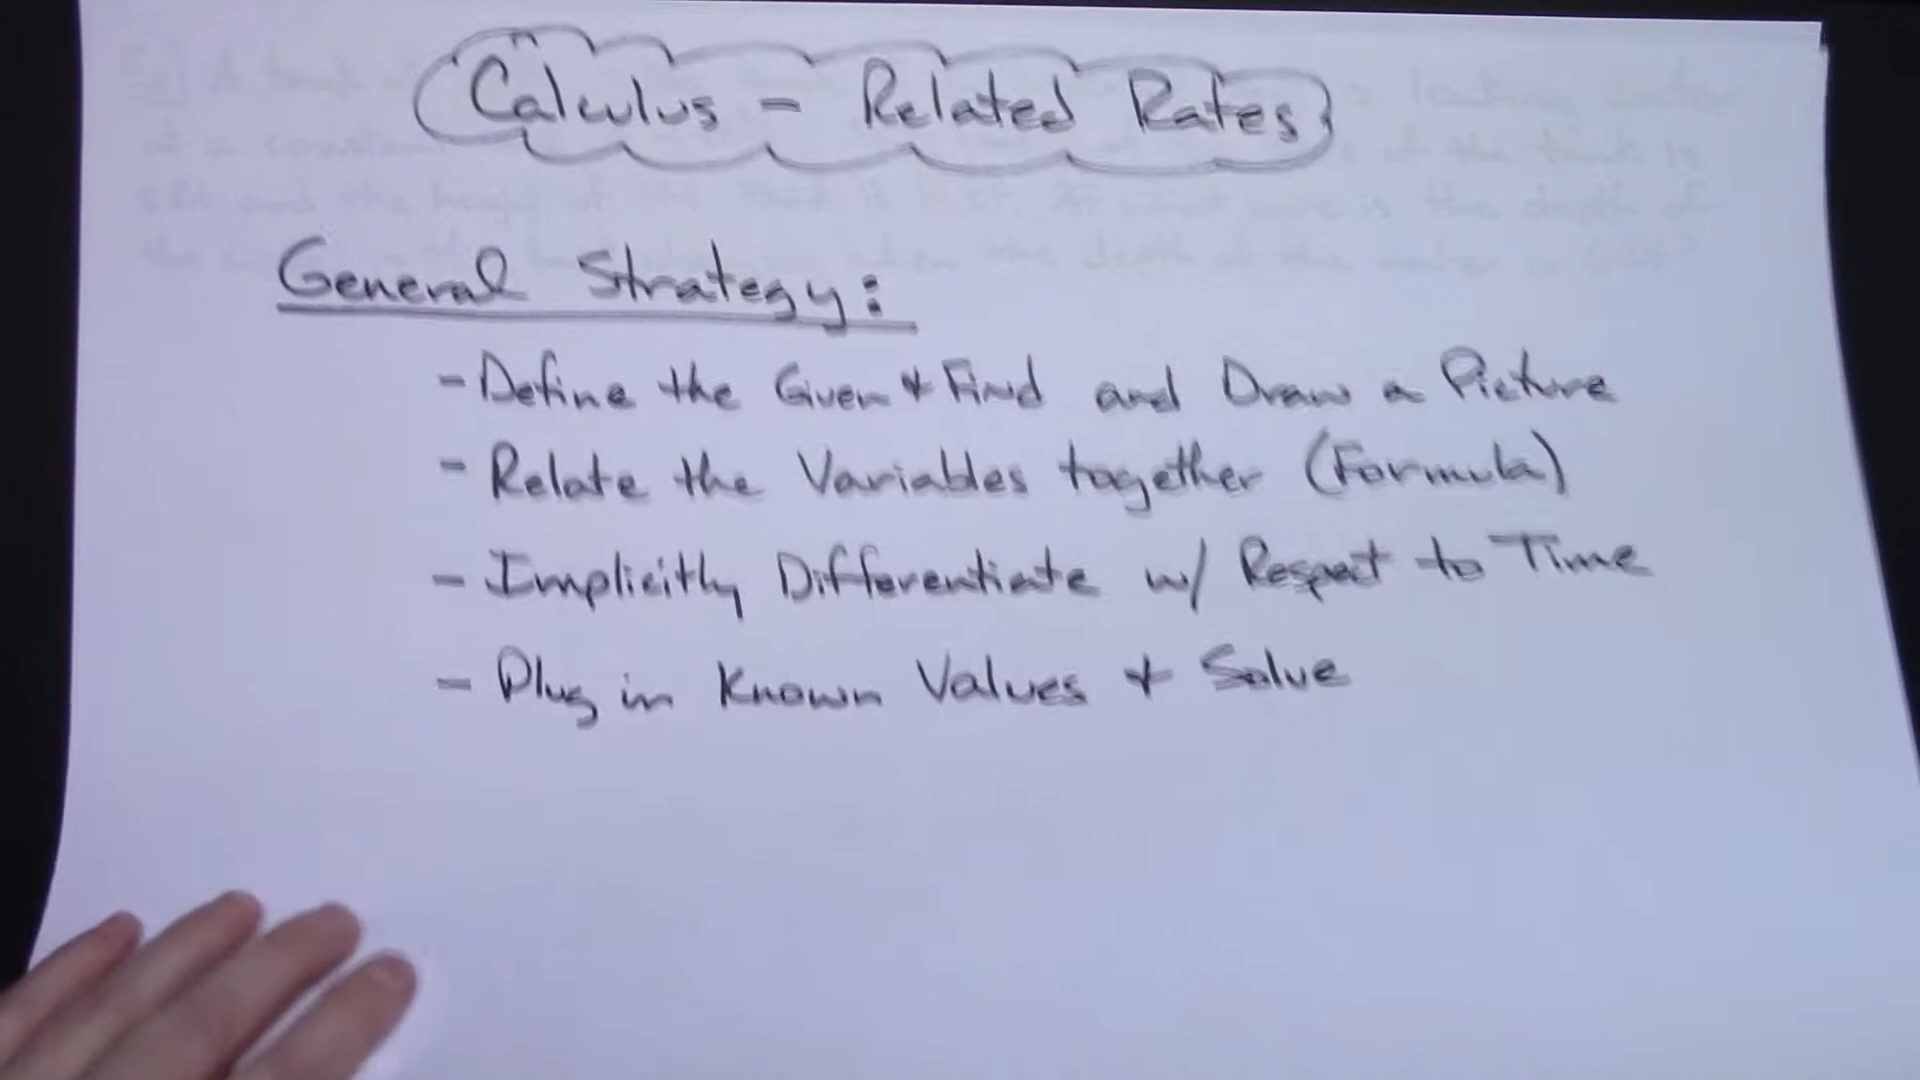 Calculus - Related Rates
General Strategy:
- Define the Given & Find and Draw a Picture
- Relate the Variables together (Formula)
- Implicitly Differentiate w/ Respect to Time
- Plug in Known Values & Solve